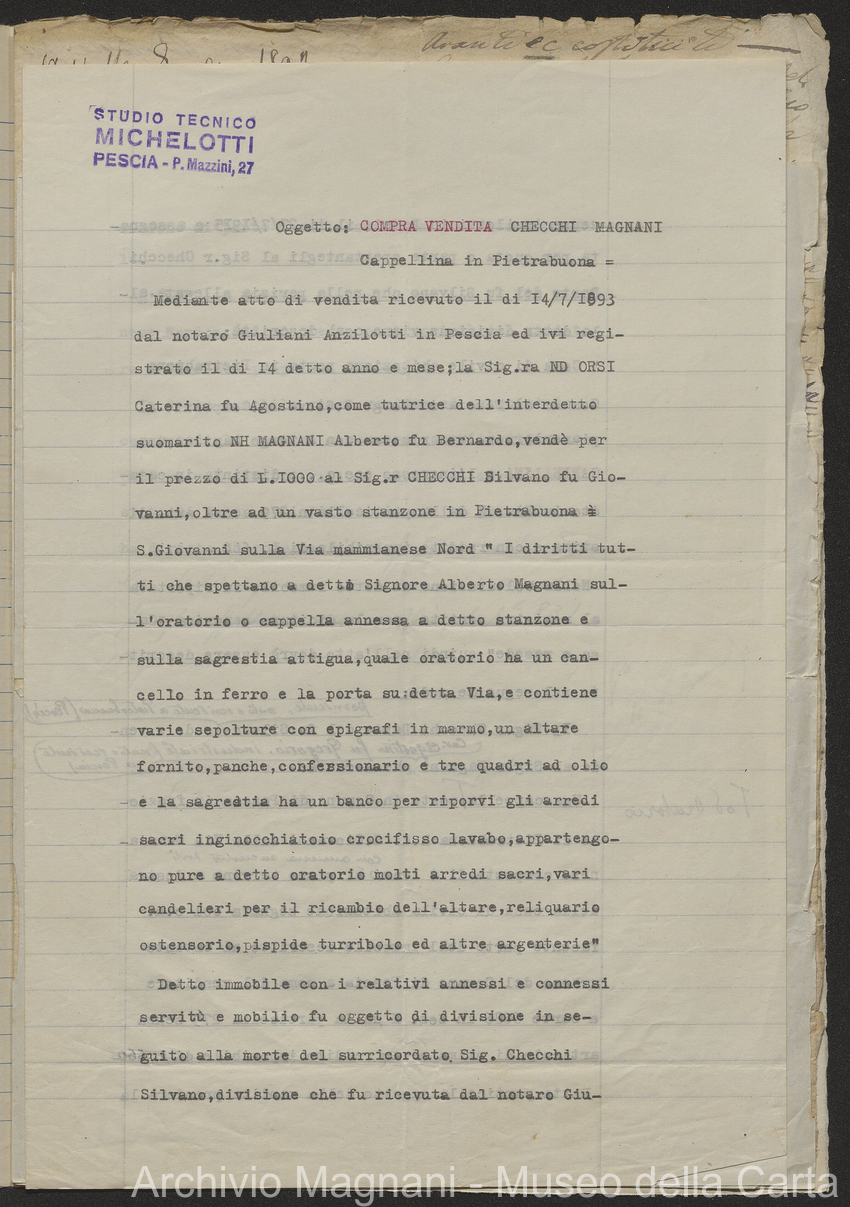 Avanti ec
STUDIO TECNICO
MICHELOTTI
PESCIA - P. Mazzini, 27
Oggetto: COMPRA VENDITA CHECCHI MAGNANI
Cappellina in Pietrabuona =
Mediante atto di vendita ricevuto il di I4/7/I893
dal notaro Giuliani Anzilotti in Pescia ed ivi regi-
strato il di I4 detto anno e mese;la Sig.ra ND ORSI
Caterina fu Agostino,come tutrice dell'interdetto
suomarito NH MAGNANI Alberto fu Bernardo,vendè per
il prezzo di L.I000 al Sig.r CHECCHI Silvano fu Gio-
vanni,oltre ad un vasto stanzone in Pietrabuona
S.Giovanni sulla Via mammianese Nord " I diritti tut-
ti che spettano a detto Signore Alberto Magnani sul-
l'oratorio o cappella annessa a detto stanzone e
sulla sagrestia attigua,quale oratorio ha un can-
cello in ferro e la porta su:detta Via,e contiene
varie sepolture con epigrafi in marmo,un altare
fornito,panche,confessionario e tre quadri ad olio
e la sagrestia ha un banco per riporvi gli arredi
sacri inginocchiatoio crocifisso lavabo,appartengo-
no pure a detto oratorio molti arredi sacri,vari
candelieri per il ricambio dell'altare,reliquario
ostensorio,pispide turribolo ed altre argenterie"
Detto immobile con i relativi annessi e connessi
servitù e mobilio fu oggetto di divisione in se-
guito alla morte del surricordato Sig. Checchi
Silvano,divisione che fu ricevuta dal notaro Giu-
Archivio Magnani - Museo della Carta